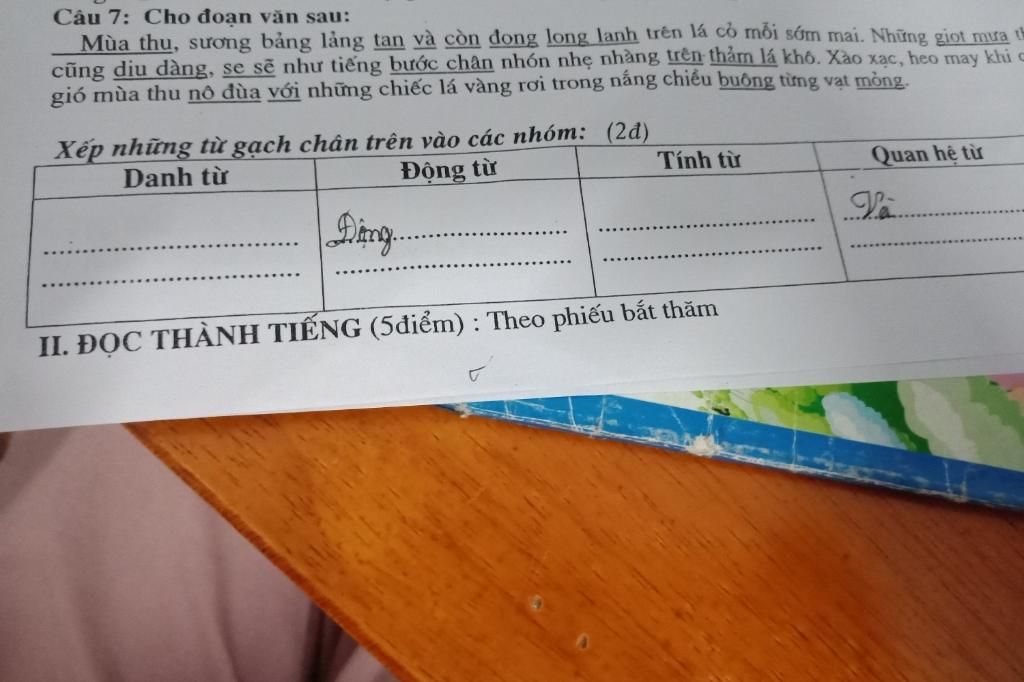 Câu 7: Cho đoạn văn sau:
Mùa thu, sương bảng lảng tan và còn đọng long lanh trên lá cỏ mỗi sớm mai. Những giọt mưa
cũng dịu dàng, se sẽ như tiếng bước chân nhón nhẹ nhàng trên thảm lá khô. Xào xạc, heo may khi
gió mùa thu nô đùa với những chiếc lá vàng rơi trong nắng chiều buông từng vạt mỏng.
Xếp những từ gạch chân trên vào các nhóm: (2đ)
Danh từ Động từ Tính từ Quan hệ từ
Động Và
II. ĐỌC THÀNH TIẾNG (5điểm) : Theo phiếu bắt thăm